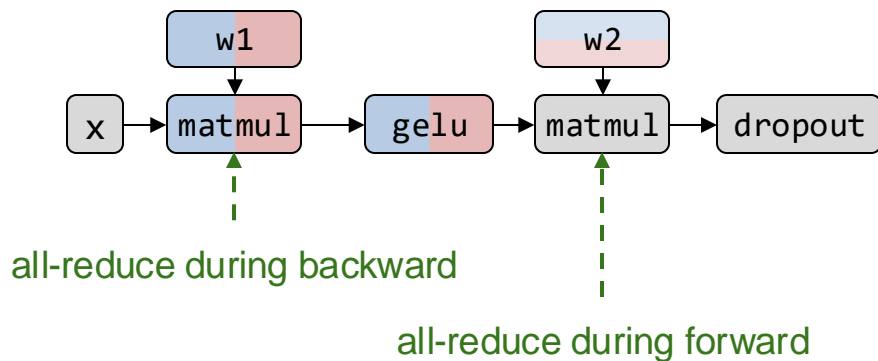 w1
w2
x
matmul
gelu
matmul
dropout
all-reduce during backward
all-reduce during forward